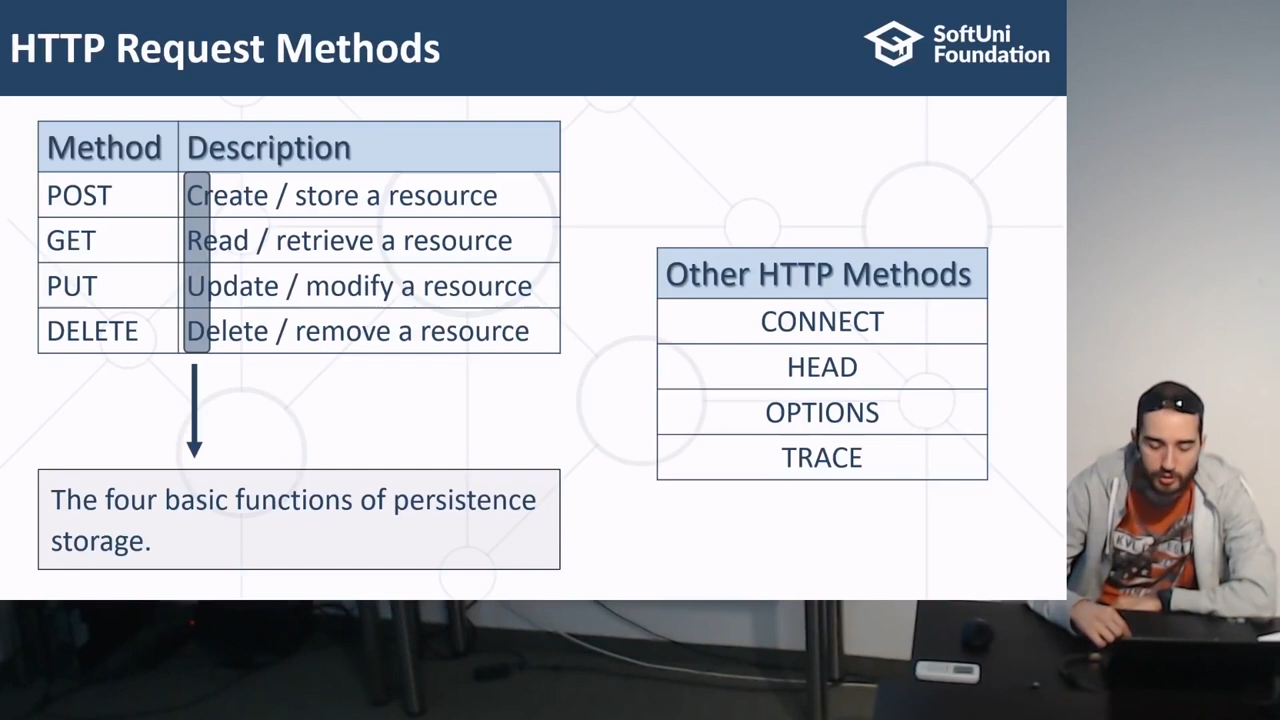 HTTP Request Methods
SoftUni
Foundation
Method Description
POST Create / store a resource
GET Read / retrieve a resource
PUT Update / modify a resource
DELETE Delete / remove a resource
The four basic functions of persistence
storage.
Other HTTP Methods
CONNECT
HEAD
OPTIONS
TRACE